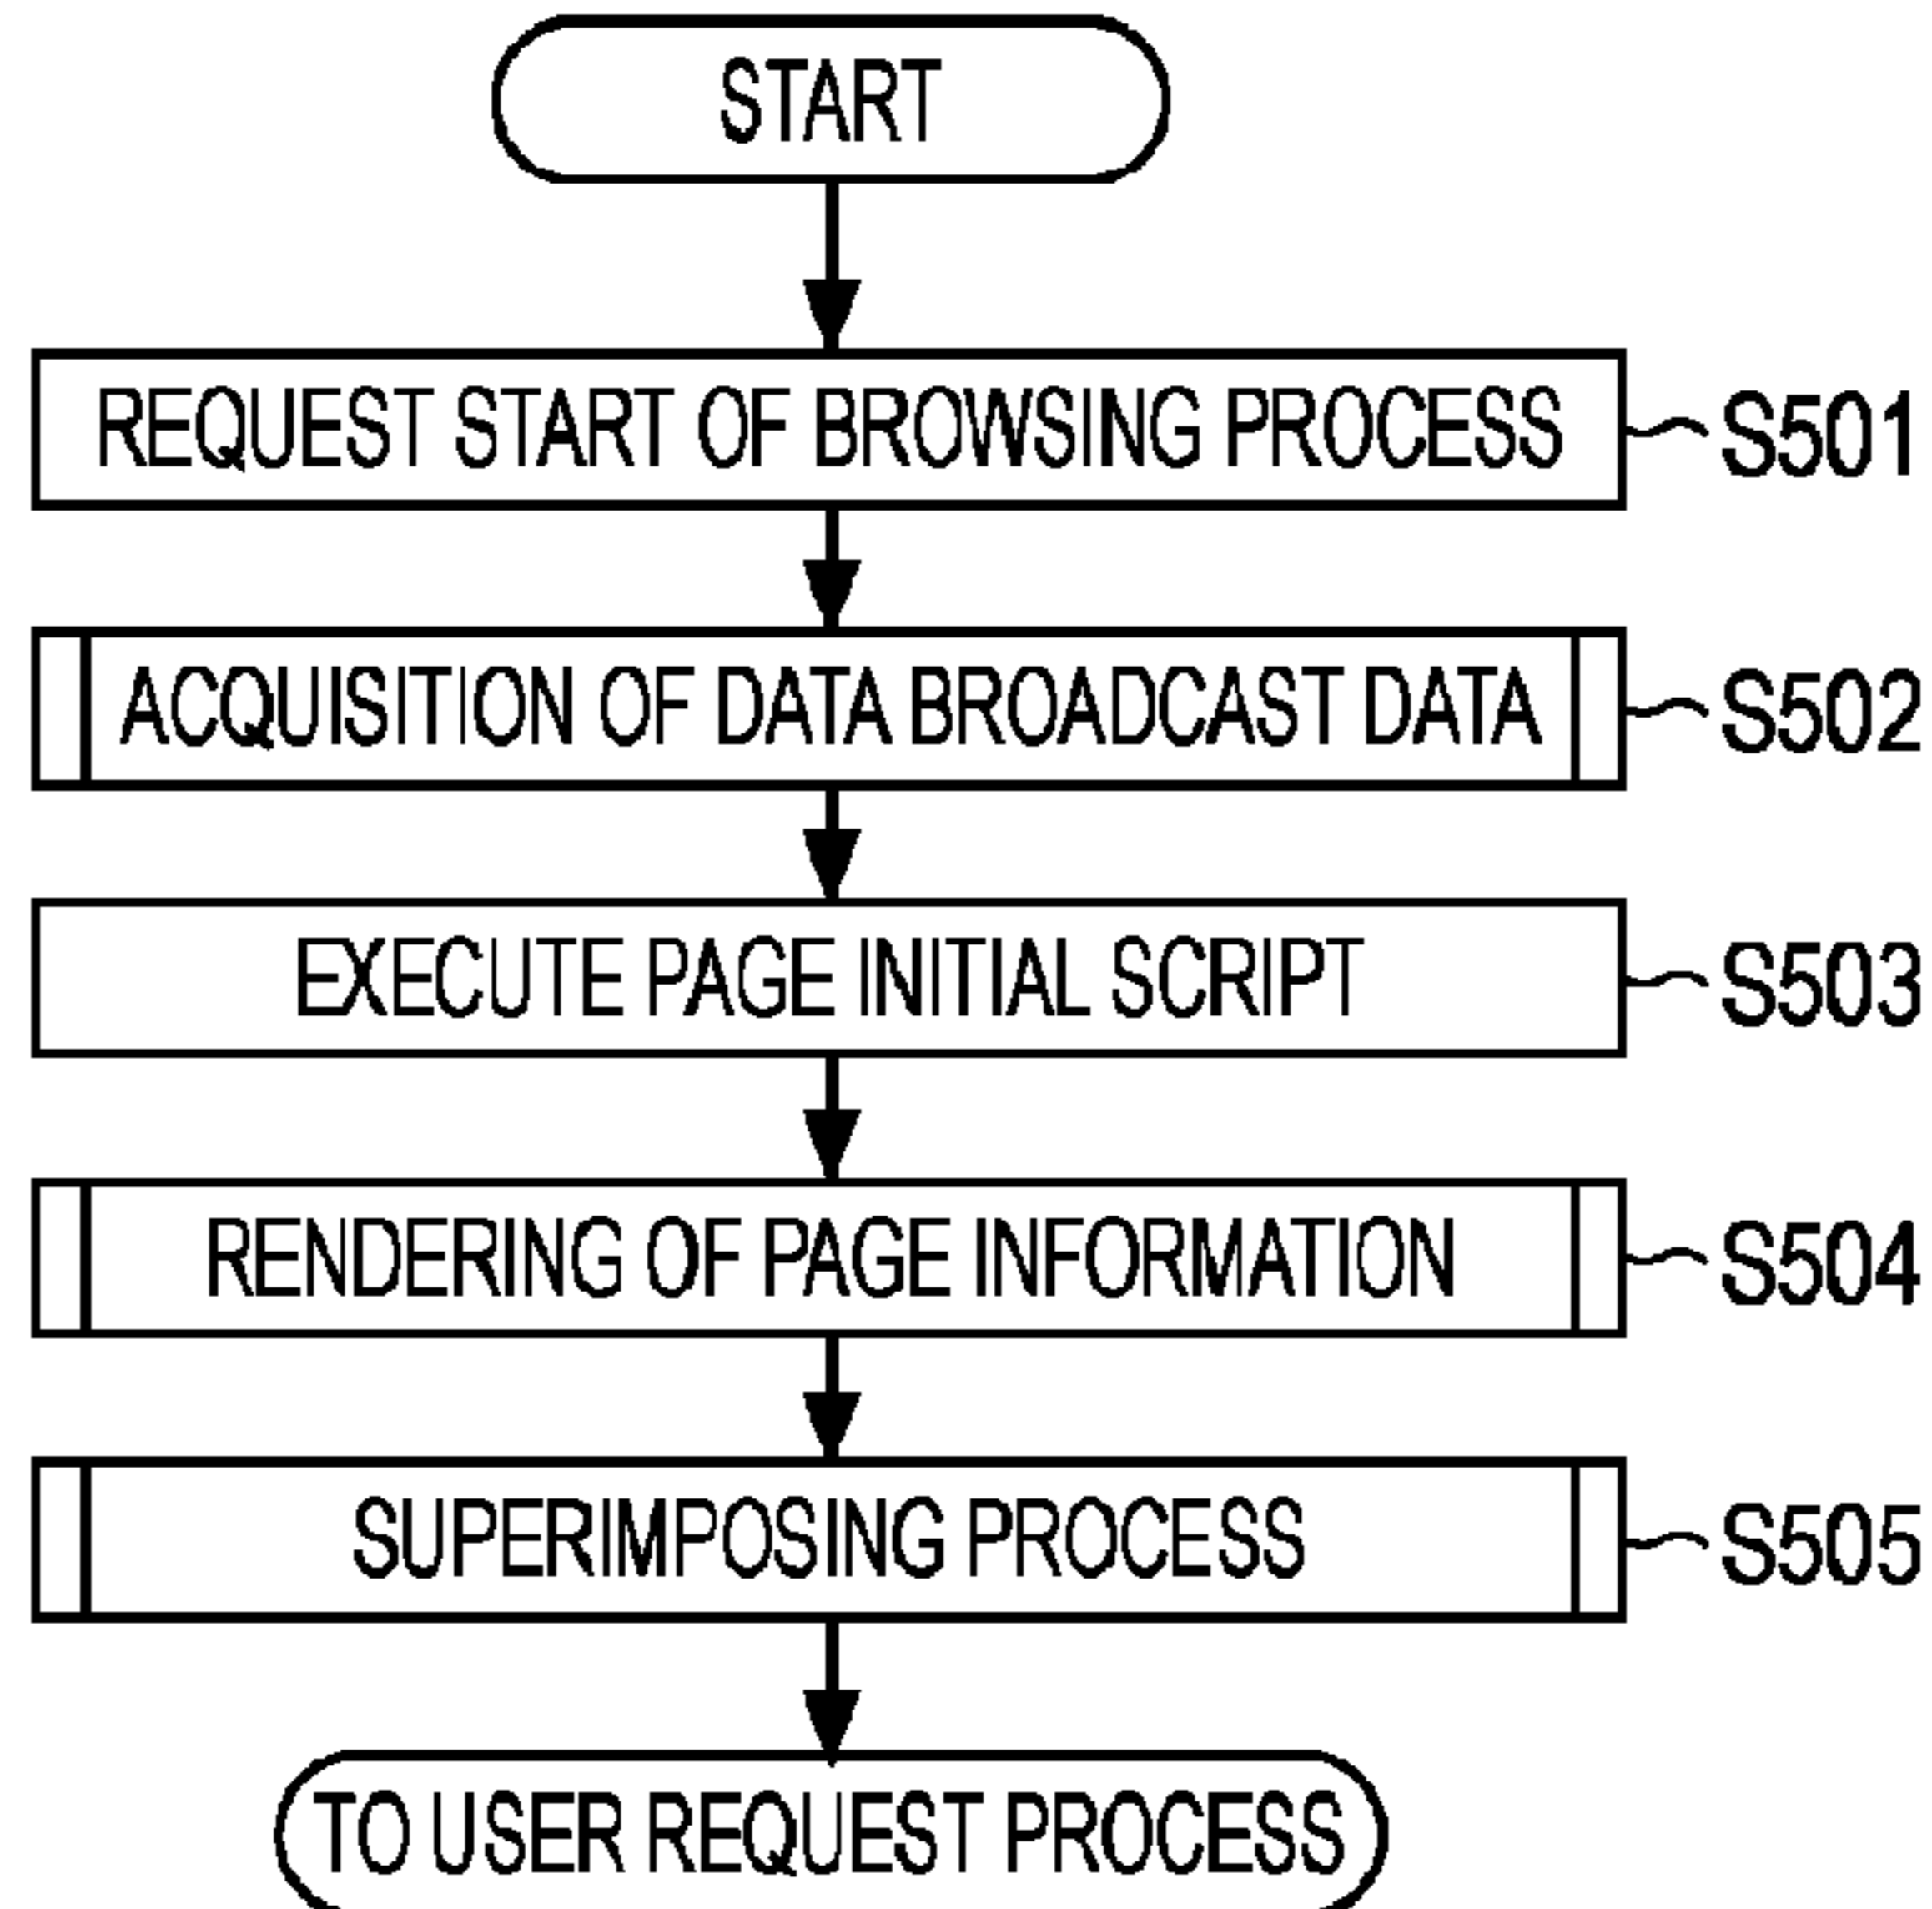 START
REQUEST START OF BROWSING PROCESS S501
ACQUISITION OF DATA BROADCAST DATA S502
EXECUTE PAGE INITIAL SCRIPT S503
RENDERING OF PAGE INFORMATION S504
SUPERIMPOSING PROCESS S505
TO USER REQUEST PROCESS